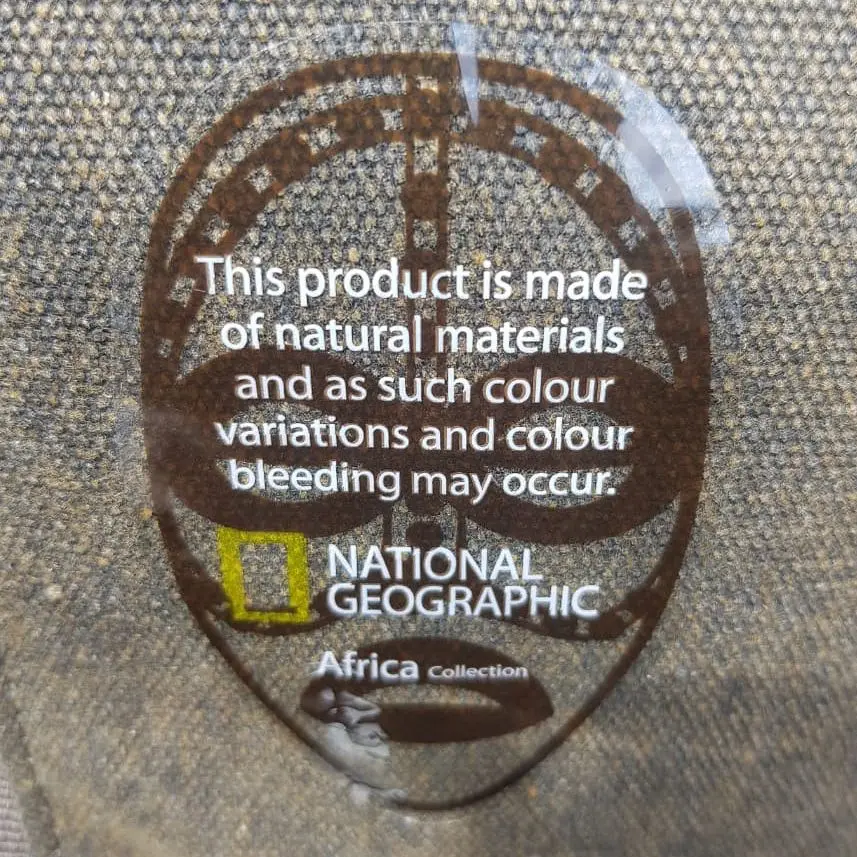 This product is made
of natural materials
and as such colour
variations and colour
bleeding may occur.
NATIONAL
GEOGRAPHIC
Africa Collection